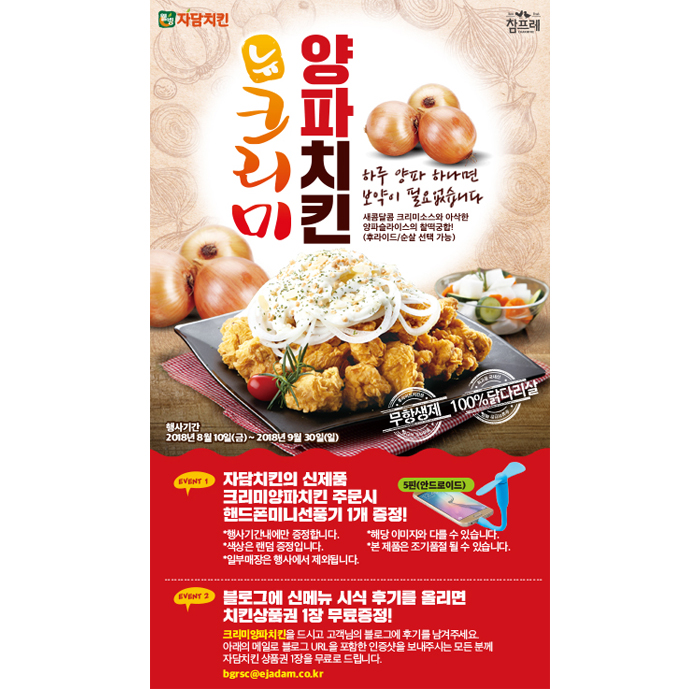 웰빙 자담치킨
참프레
뉴크리미
양파치킨
하루 양파 하나면
보약이 필요없습니다
새콤달콤 크리미소스와 아삭한
양파슬라이스의 찰떡궁합!
(후라이드/순살 선택 가능)
무항생제
100%닭다리살
행사기간
2018년 8월 10일(금) ~ 2018년 9월 30일(일)
EVENT 1
자담치킨의 신제품
크리미양파치킨 주문시
핸드폰미니선풍기 1개 증정!
5핀(안드로이드)
*행사기간내에만 증정합니다.
*색상은 랜덤 증정입니다.
*일부매장은 행사에서 제외됩니다.
*해당 이미지와 다를 수 있습니다.
*본 제품은 조기품절 될 수 있습니다.
EVENT 2
블로그에 신메뉴 시식 후기를 올리면
치킨상품권 1장 무료증정!
크리미양파치킨을 드시고 고객님의 블로그에 후기를 남겨주세요.
아래의 메일로 블로그 URL을 포함한 인증샷을 보내주시는 모든 분께
자담치킨 상품권 1장을 무료로 드립니다.
bgrsc@ejadam.co.kr